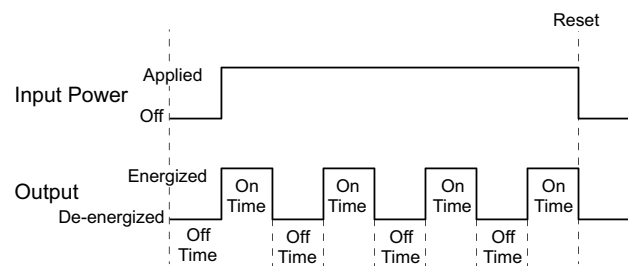 Reset
Applied
Input Power
Off
Energized
On Time
On Time
On Time
On Time
Output
De-energized
Off Time
Off Time
Off Time
Off Time